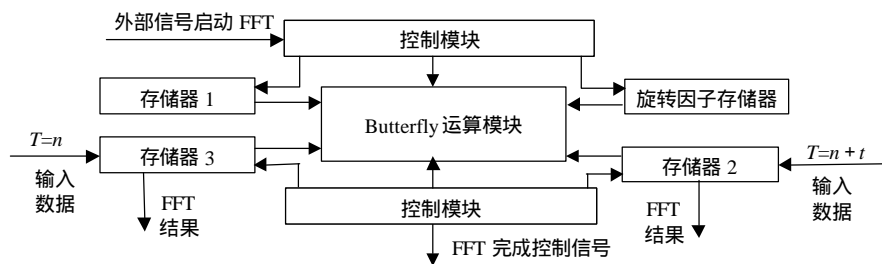 外部信号启动 FFT
控制模块
存储器 1
Butterfly 运算模块
旋转因子存储器
T=n
存储器 3
存储器 2
T=n + t
输入
数据
FFT
结果
控制模块
FFT
结果
输入
数据
FFT 完成控制信号